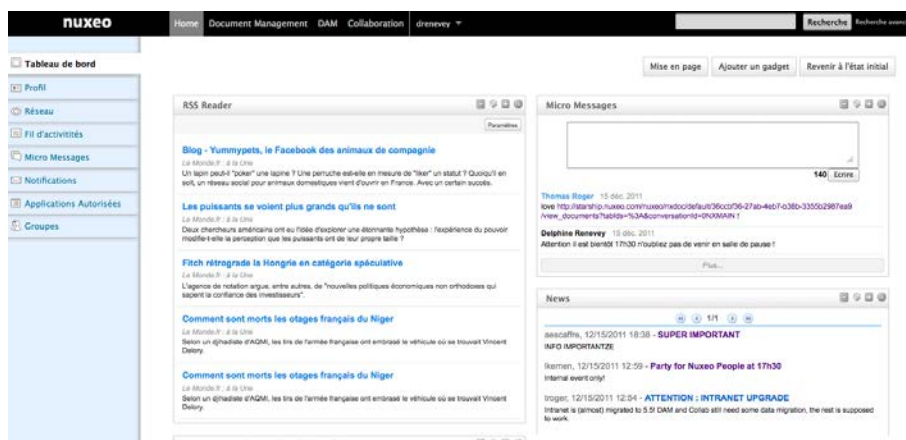 nuxeo
Home Document Management DAM Collaboration drenevey
Recherche Recherche avanc
Tableau de bord
Profil
Réseau
Fil d'activitités
Micro Messages
Notifications
Applications Autorisées
Groupes
Mise en page Ajouter un gadget Revenir à l'état initial
RSS Reader
Paramètres
Blog - Yummypets, le Facebook des animaux de compagnie
Le Monde.fr : à la Une
Un lapin peut-il "poker" une lapine ? Une perruche est-elle en mesure de "liker" un statut ? Quoiqu'il en
soit, un réseau social pour animaux domestiques vient d'ouvrir en France. Avec un certain succès.
Les puissants se voient plus grands qu'ils ne sont
Le Monde.fr : à la Une
Deux chercheurs américains ont eu l'idée d'explorer une étonnante hypothèse : l'expérience du pouvoir
modifie-t-elle la perception que les puissants ont de leur propre taille ?
Fitch rétrograde la Hongrie en catégorie spéculative
Le Monde.fr : à la Une
L'agence de notation argue, entre autres, de "nouvelles politiques économiques non orthodoxes qui
sapent la confiance des investisseurs".
Comment sont morts les otages français du Niger
Le Monde.fr : à la Une
Selon un djihadiste d'AQMI, les tirs de l'armée française ont embrasé le véhicule où se trouvait Vincent
Delory.
Comment sont morts les otages français du Niger
Le Monde.fr : à la Une
Selon un djihadiste d'AQMI, les tirs de l'armée française ont embrasé le véhicule où se trouvait Vincent
Delory.
Micro Messages
140 Ecrire
Thomas Roger 15 déc. 2011
love
Delphine Renevey 15 déc. 2011
Attention il est bientôt 17h30 n'oubliez pas de venir en salle de pause !
Plus...
News
1/1
aescaffre, 12/15/2011 18:38 - SUPER IMPORTANT
INFO IMPORTANTZE
lkemen, 12/15/2011 12:59 - Party for Nuxeo People at 17h30
Internal event only!
troger, 12/15/2011 12:54 - ATTENTION : INTRANET UPGRADE
Intranet is (almost) migrated to 5.5! DAM and Collab still need some data migration, the rest is supposed
to work.